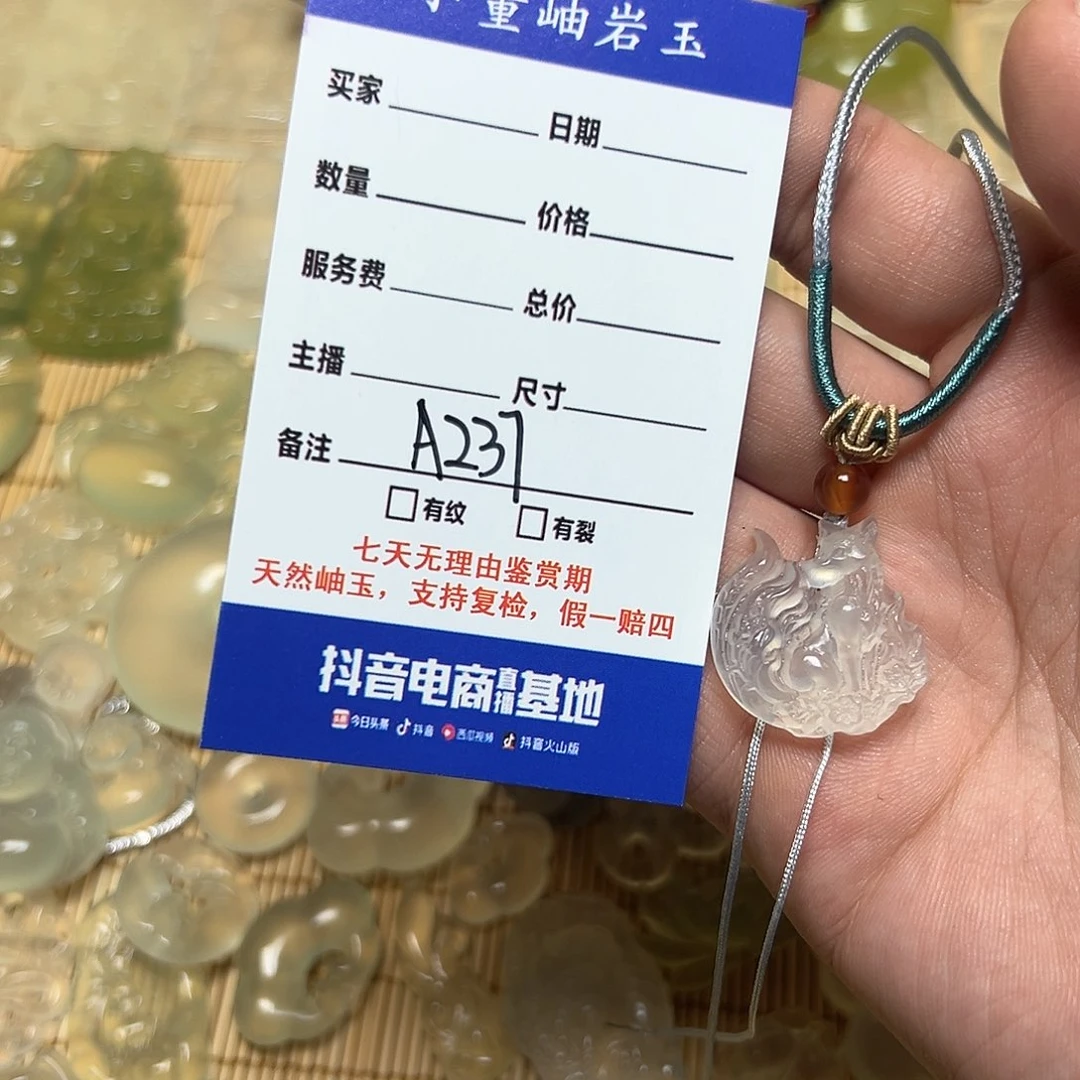 重岫岩玉
买家 日期
数量 价格
服务费 总价
主播 尺寸
备注 A237
有纹 有裂
七天无理由鉴赏期
天然岫玉，支持复检，假一赔四
抖音电商直播基地
头条 今日头条 抖音 西瓜视频 抖音火山版